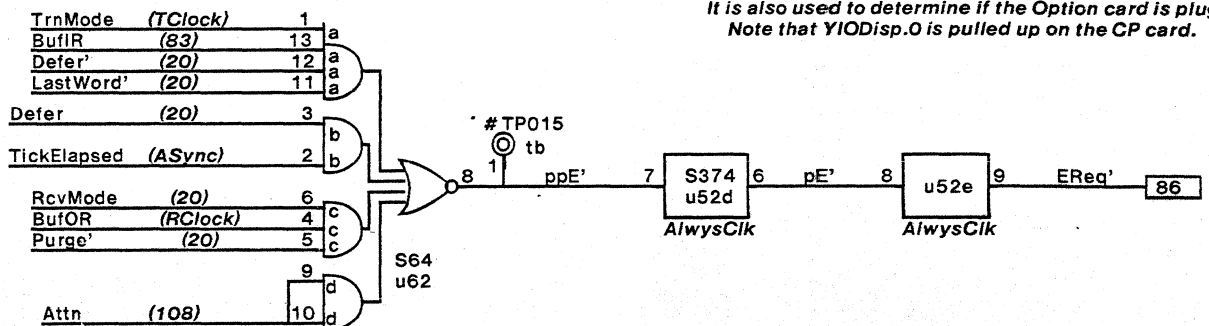 It is also used to determine if the Option card is plug
Note that YIODisp.0 is pulled up on the CP card.
TrnMode (TClock) 1
BufIR (83) 13
Defer' (20) 12
LastWord' (20) 11
a
a
a
a
Defer (20) 3
TickElapsed (ASync) 2
b
b
RcvMode (20) 6
BufOR (RClock) 4
Purge' (20) 5
c
c
c
9
Attn (108) 10
d
d
S64
u62
8
# TP015
tb
1
ppE'
7
S374
u52d
6
AlwysClk
pE'
8
u52e
9
AlwysClk
EReq'
86